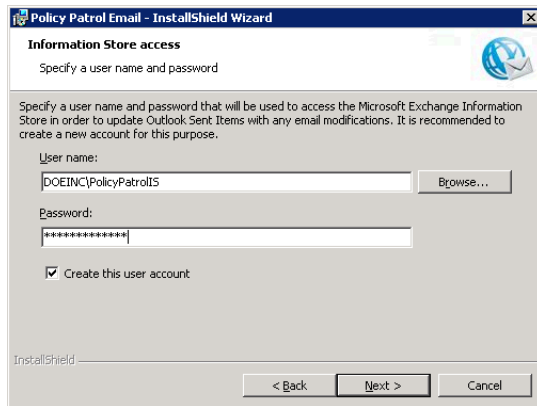 Policy Patrol Email - InstallShield Wizard
Information Store access
Specify a user name and password
Specify a user name and password that will be used to access the Microsoft Exchange Information
Store in order to update Outlook Sent Items with any email modifications. It is recommended to
create a new account for this purpose.
User name:
DOEINC\PolicyPatrolIS
Browse...
Password:
*************
Create this user account
InstallShield
< Back
Next >
Cancel